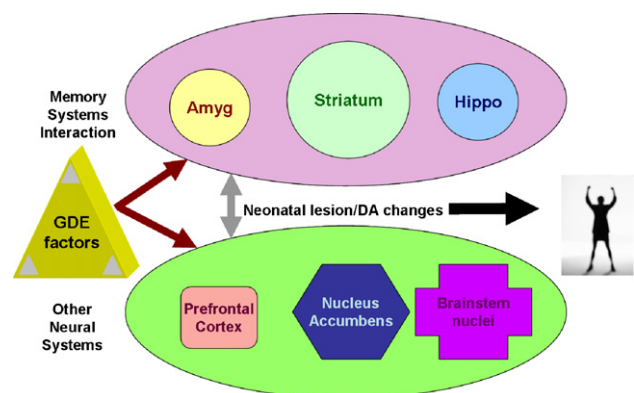 Memory
Systems
Interaction
Amyg
Striatum
Hippo
GDE
factors
Neonatal lesion/DA changes
Other
Neural
Systems
Prefrontal
Cortex
Nucleus
Accumbens
Brainstem
nuclei